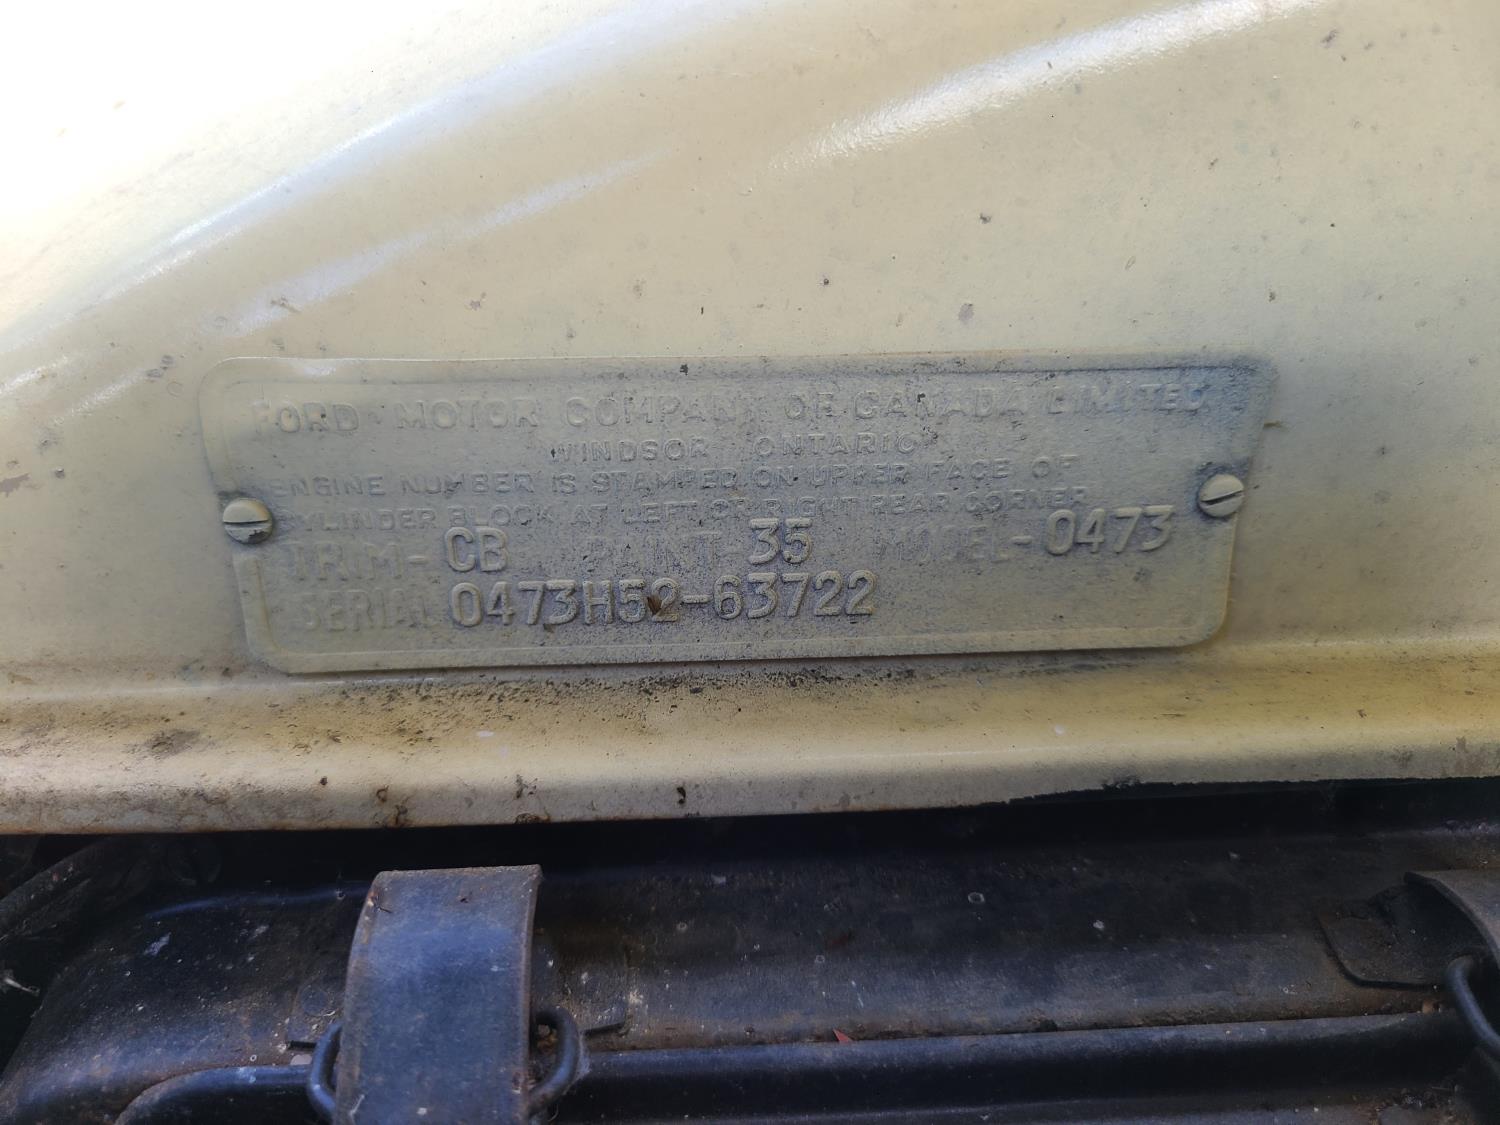 FORD MOTOR COMPANY OF CANADA LIMITED
WINDSOR ONTARIO
ENGINE NUMBER IS STAMPED ON UPPER FACE OF
CYLINDER BLOCK AT LEFT OR RIGHT REAR CORNER
TRIM- CB PAINT- 35 MODEL- 0473
SERIAL 0473H52-63722